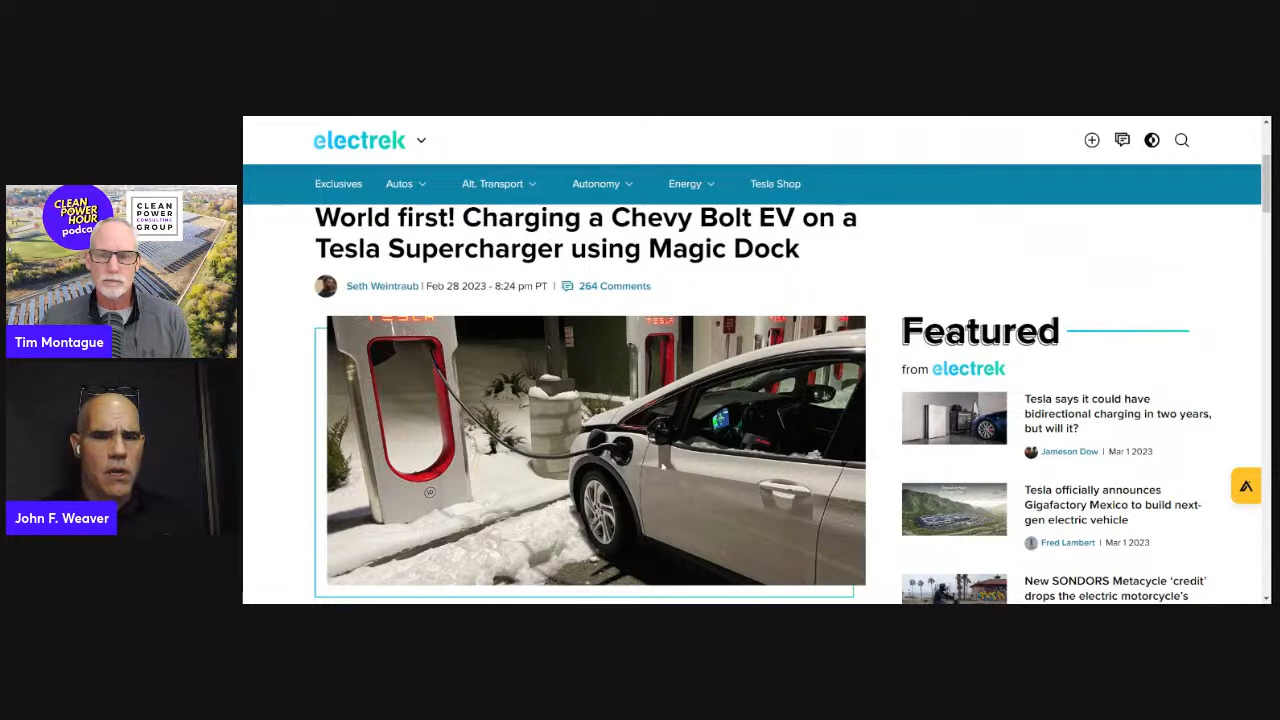 CLEAN
POWER
HOUR
podca
CLEAN
POWER
CONSULTING
GROUP
Tim Montague
John F. Weaver
electrek
Exclusives Autos Alt. Transport Autonomy Energy Tesla Shop
World first! Charging a Chevy Bolt EV on a
Tesla Supercharger using Magic Dock
Seth Weintraub | Feb 28 2023 - 8:24 pm PT | 264 Comments
TESLA
TESLA
Featured
from electrek
Tesla says it could have
bidirectional charging in two years,
but will it?
Jameson Dow | Mar 1 2023
Tesla officially announces
Gigafactory Mexico to build next-
gen electric vehicle
Fred Lambert | Mar 1 2023
New SONDORS Metacycle ‘credit’
drops the electric motorcycle’s